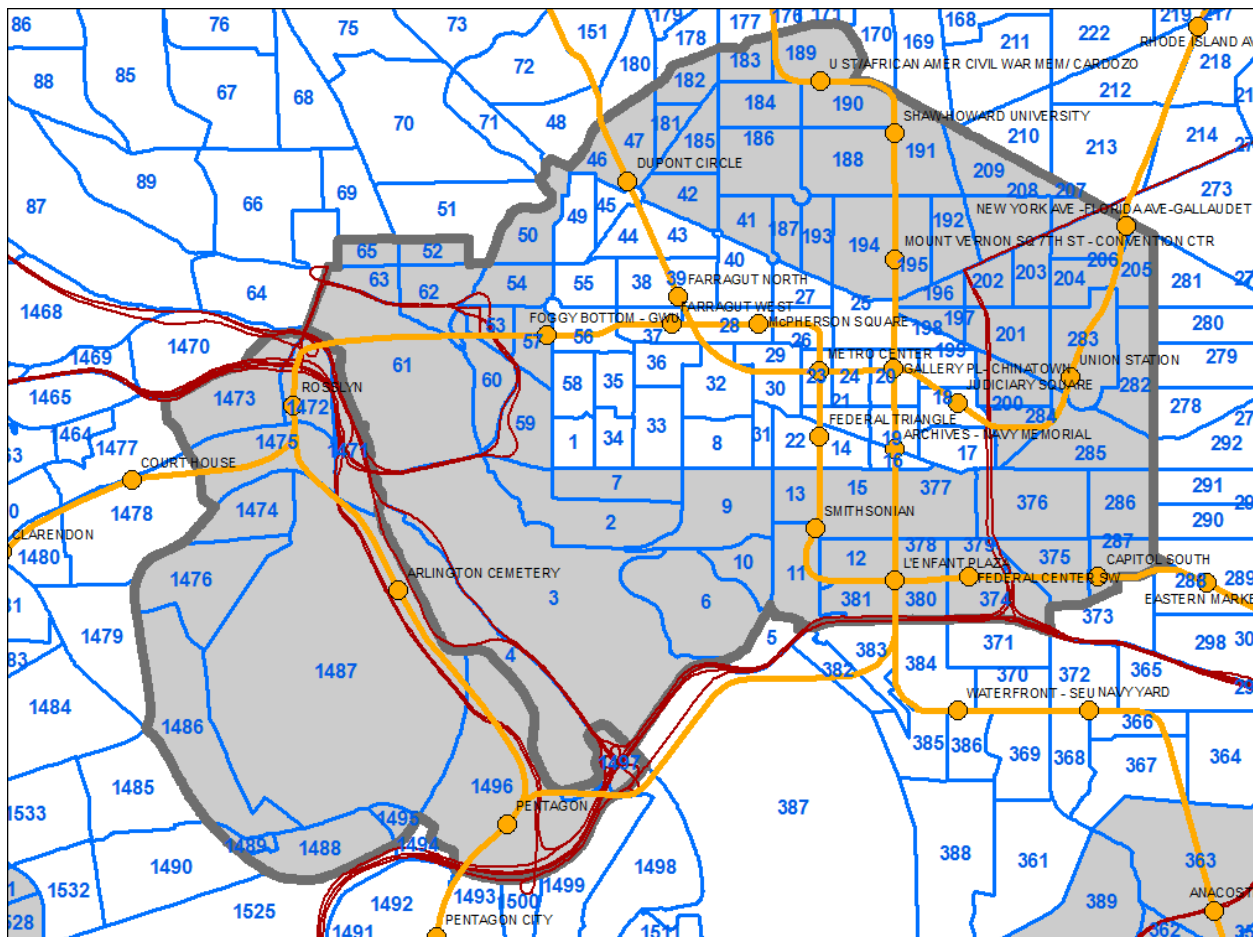 86 76 75 73 151 179 178 177 176 171 170 168 169 211 222 219 217
RHODE ISLAND AV
88 85 67 68 72 180 182 183 189 212 218
U ST/AFRICAN AMER CIVIL WAR MEM/ CARDOZO
70 71 48 47 181 185 184 190 186
SHAW-HOWARD UNIVERSITY
210 213 214
89 46 188 191 209
DUPONT CIRCLE
87 66 69 51 45 49 42 208 207 273
NEW YORK AVE -FLORIDA AVE-GALLAUDET
50 44 43 41 187 193 194 192
MOUNT VERNON SQ 7TH ST - CONVENTION CTR
65 52 40 195 206 205
64 63 62 54 55 38 39 27 25 196 202 203 204 281
FARRAGUT NORTH
1468 53 57 56 37 28 26 198 197 201 283 280
FARRAGUT WEST
FOGGY BOTTOM - GWU
McPHERSON SQUARE
1469 1470 61 36 29 199 279
METRO CENTER
UNION STATION
GALLERY PL- CHINATOWN
1465 1473 60 58 35 32 30 23 24 20 282
ROSSLYN
JUDICIARY SQUARE
1472 21 18 200 284 278
1464 1477 1475 1471 59 1 34 33 8 31 22 14 19 17 285 292
FEDERAL TRIANGLE
ARCHIVES - NAVY MEMORIAL
COURT HOUSE
16
1478 1474 7 2 9 13 15 377 376 286 291 290
SMITHSONIAN
CLARENDON
1480 378 379 287
1476 10 11 12 375
CAPITOL SOUTH
L'ENFANT PLAZA
ARLINGTON CEMETERY
FEDERAL CENTER SW
288 289
3 6 381 380 374
EASTERN MARKE
1479 4 5 383 382 384 371 373 298
1484 1487 370 372 365
WATERFRONT - SEU
NAVY YARD
1486 385 386 369 368 366 364
1485 1496 1497 367
PENTAGON
1533 387
1495
1489 1488 1494
1490 1498 388 361 363
1532 1525 1492 1493 1500 1499 389
ANACOST
PENTAGON CITY
1491 362